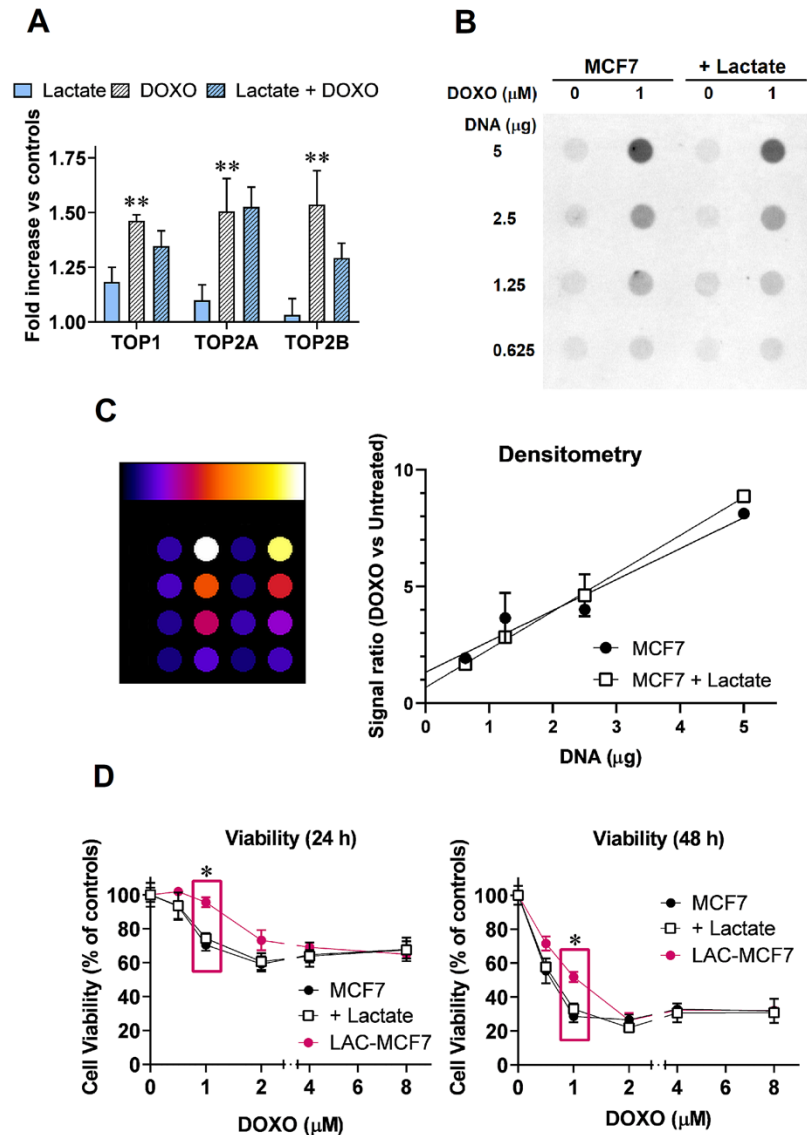 A
Lactate DOXO Lactate + DOXO
Fold increase vs controls
1.75
1.50
1.25
1.00
** ** **
TOP1 TOP2A TOP2B
B
MCF7 + Lactate
DOXO (μM) 0 1 0 1
DNA (μg)
5
2.5
1.25
0.625
C
Densitometry
Signal ratio (DOXO vs Untreated)
10
5
0
MCF7
MCF7 + Lactate
0 1 2 3 4 5
DNA (μg)
D
Viability (24 h)
Cell Viability (% of controls)
100
80
60
40
20
0
*
MCF7
+ Lactate
LAC-MCF7
0 1 2 4 6 8
DOXO (μM)
Viability (48 h)
Cell Viability (% of controls)
100
80
60
40
20
0
*
MCF7
+ Lactate
LAC-MCF7
0 1 2 4 6 8
DOXO (μM)